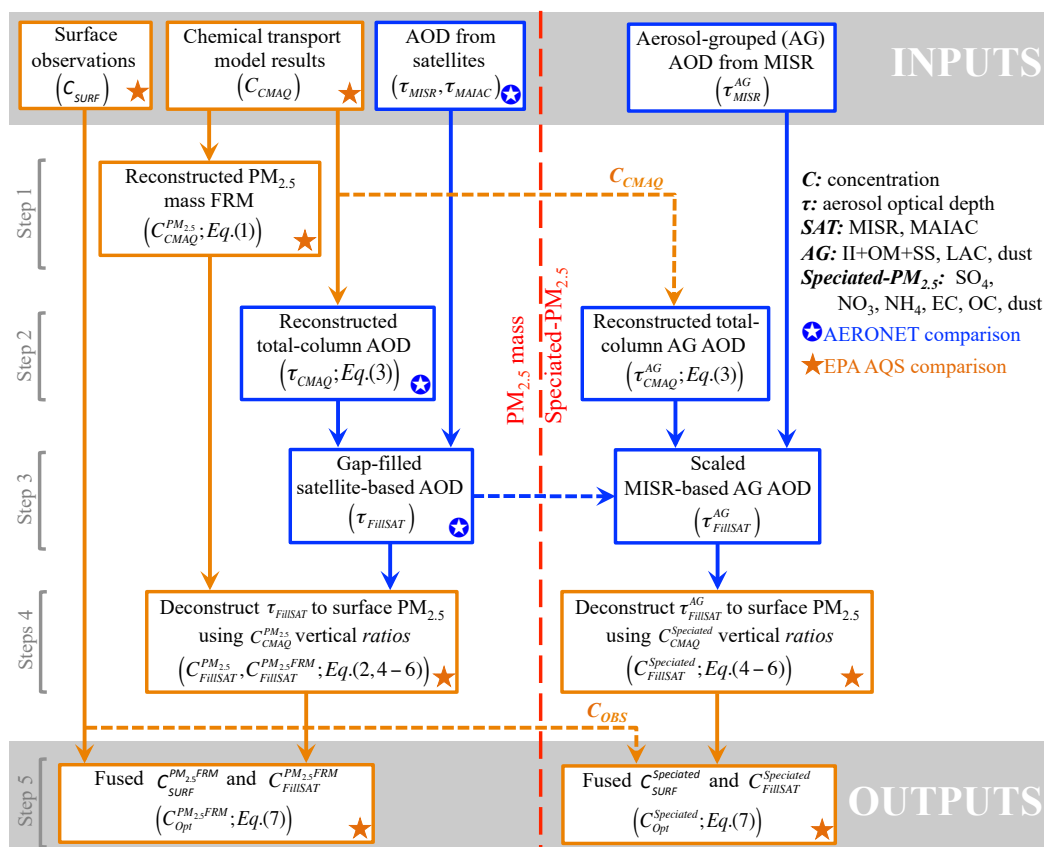 Surface
observations
(C_SURF)
Chemical transport
model results
(C_CMAQ)
AOD from
satellites
(τ_MISR, τ_MAIAC)
Aerosol-grouped (AG)
AOD from MISR
(τ^AG_MISR)
INPUTS
Step 1
Reconstructed PM2.5
mass FRM
(C^PM2.5_CMAQ; Eq.(1))
C_CMAQ
C: concentration
τ: aerosol optical depth
SAT: MISR, MAIAC
AG: II+OM+SS, LAC, dust
Speciated-PM2.5: SO4,
NO3, NH4, EC, OC, dust
AERONET comparison
EPA AQS comparison
PM2.5 mass
Speciated-PM2.5
Step 2
Reconstructed
total-column AOD
(τ_CMAQ; Eq.(3))
Reconstructed total-
column AG AOD
(τ^AG_CMAQ; Eq.(3))
Step 3
Gap-filled
satellite-based AOD
(τ_FillSAT)
Scaled
MISR-based AG AOD
(τ^AG_FillSAT)
Steps 4
Deconstruct τ_FillSAT to surface PM2.5
using C^PM2.5_CMAQ vertical ratios
(C^PM2.5_FillSAT, C^PM2.5FRM_FillSAT; Eq.(2,4-6))
Deconstruct τ^AG_FillSAT to surface PM2.5
using C^Speciated_CMAQ vertical ratios
(C^Speciated_FillSAT; Eq.(4-6))
C_OBS
Step 5
Fused C^PM2.5FRM_SURF and C^PM2.5FRM_FillSAT
(C^PM2.5FRM_Opt; Eq.(7))
Fused C^Speciated_SURF and C^Speciated_FillSAT
(C^Speciated_Opt; Eq.(7))
OUTPUTS